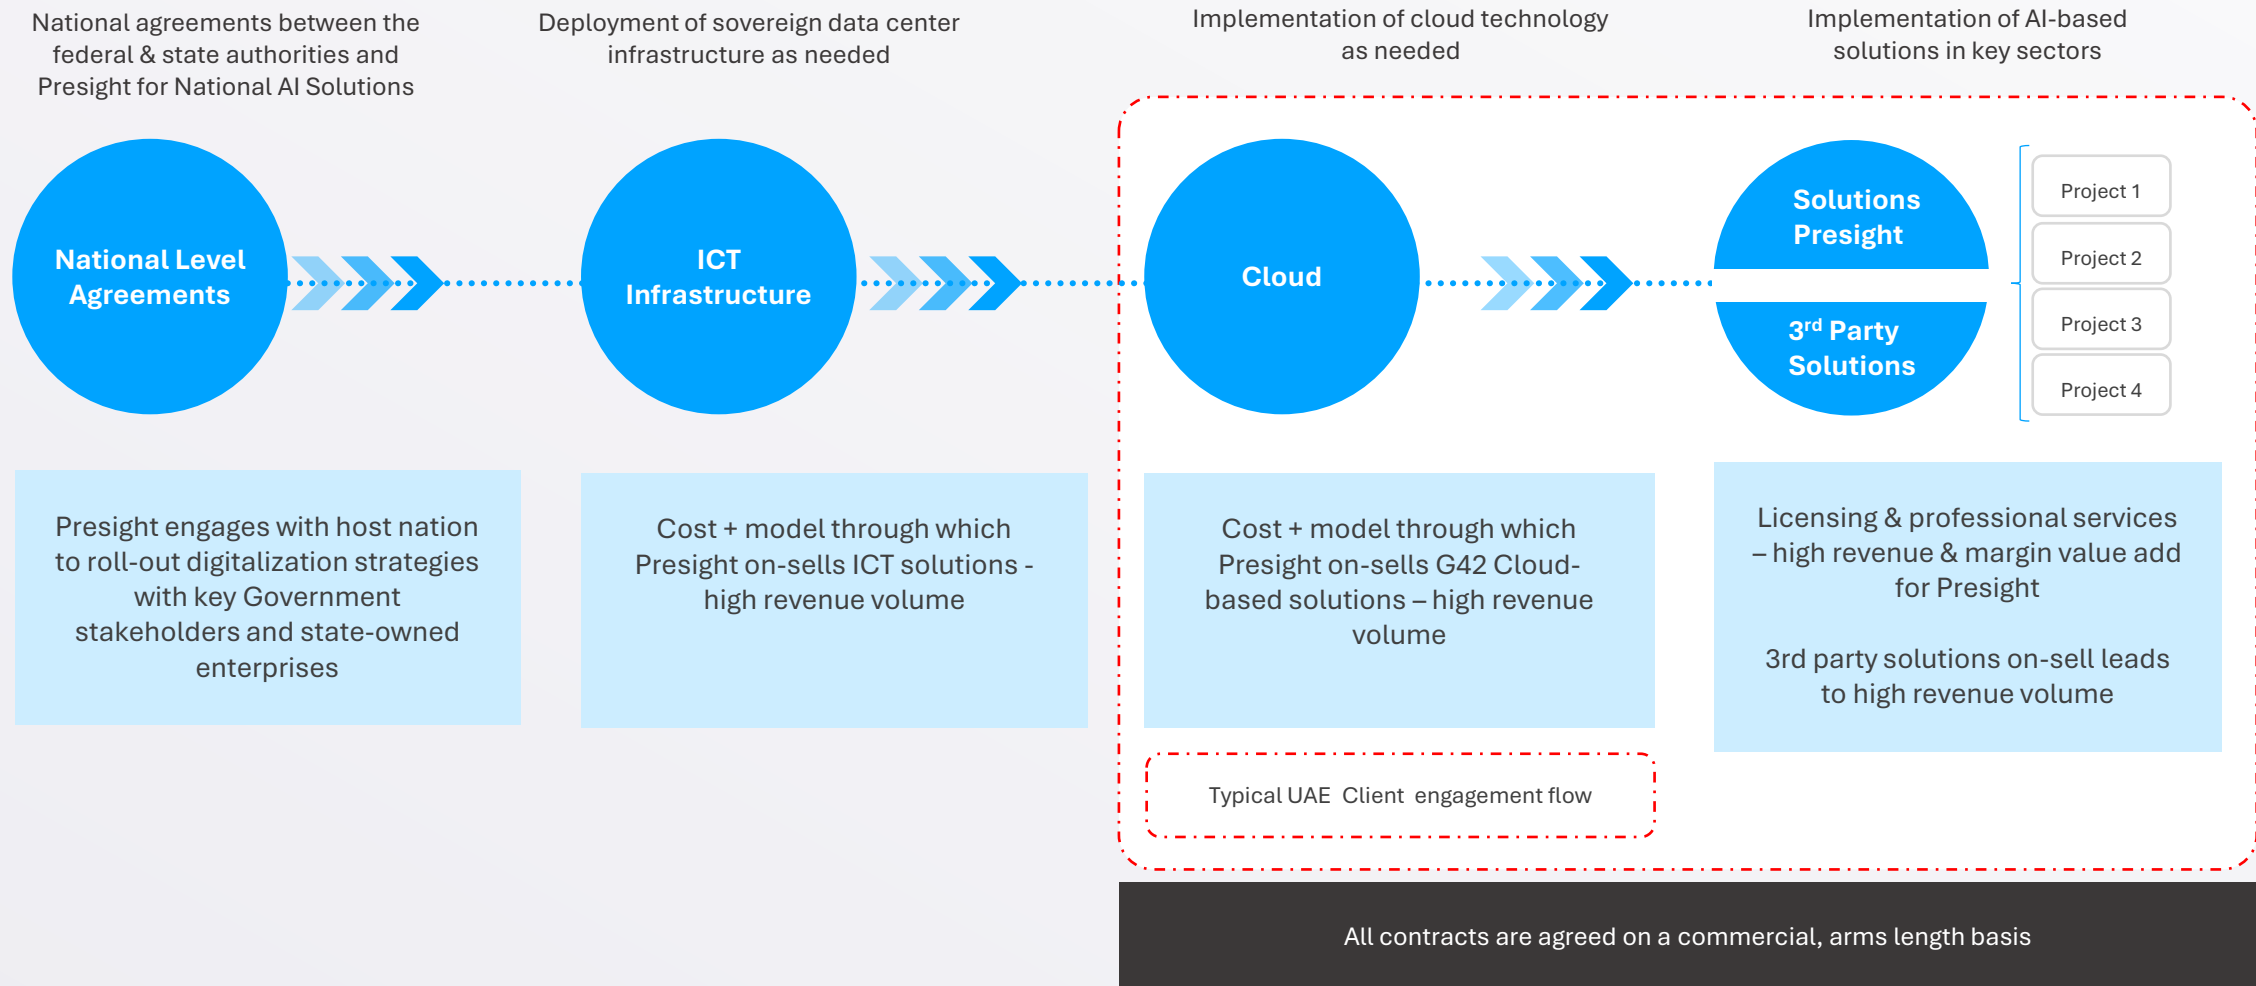 National agreements between the
federal & state authorities and
Presight for National AI Solutions
Deployment of sovereign data center
infrastructure as needed
Implementation of cloud technology
as needed
Implementation of AI-based
solutions in key sectors
National Level
Agreements
ICT
Infrastructure
Cloud
Solutions
Presight
3rd Party
Solutions
Project 1
Project 2
Project 3
Project 4
Presight engages with host nation
to roll-out digitalization strategies
with key Government
stakeholders and state-owned
enterprises
Cost + model through which
Presight on-sells ICT solutions -
high revenue volume
Cost + model through which
Presight on-sells G42 Cloud-
based solutions – high revenue
volume
Licensing & professional services
– high revenue & margin value add
for Presight
3rd party solutions on-sell leads
to high revenue volume
Typical UAE Client engagement flow
All contracts are agreed on a commercial, arms length basis